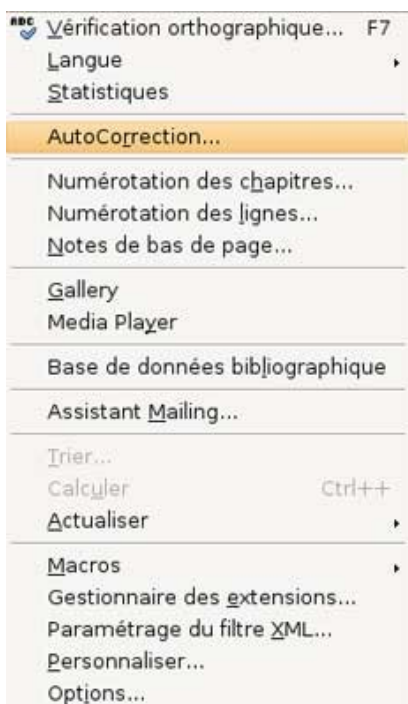 ABC Vérification orthographique... F7
Langue
Statistiques
AutoCorrection...
Numérotation des chapitres...
Numérotation des lignes...
Notes de bas de page...
Gallery
Media Player
Base de données bibliographique
Assistant Mailing...
Trier...
Calculer Ctrl++
Actualiser
Macros
Gestionnaire des extensions...
Paramétrage du filtre XML...
Personnaliser...
Options...